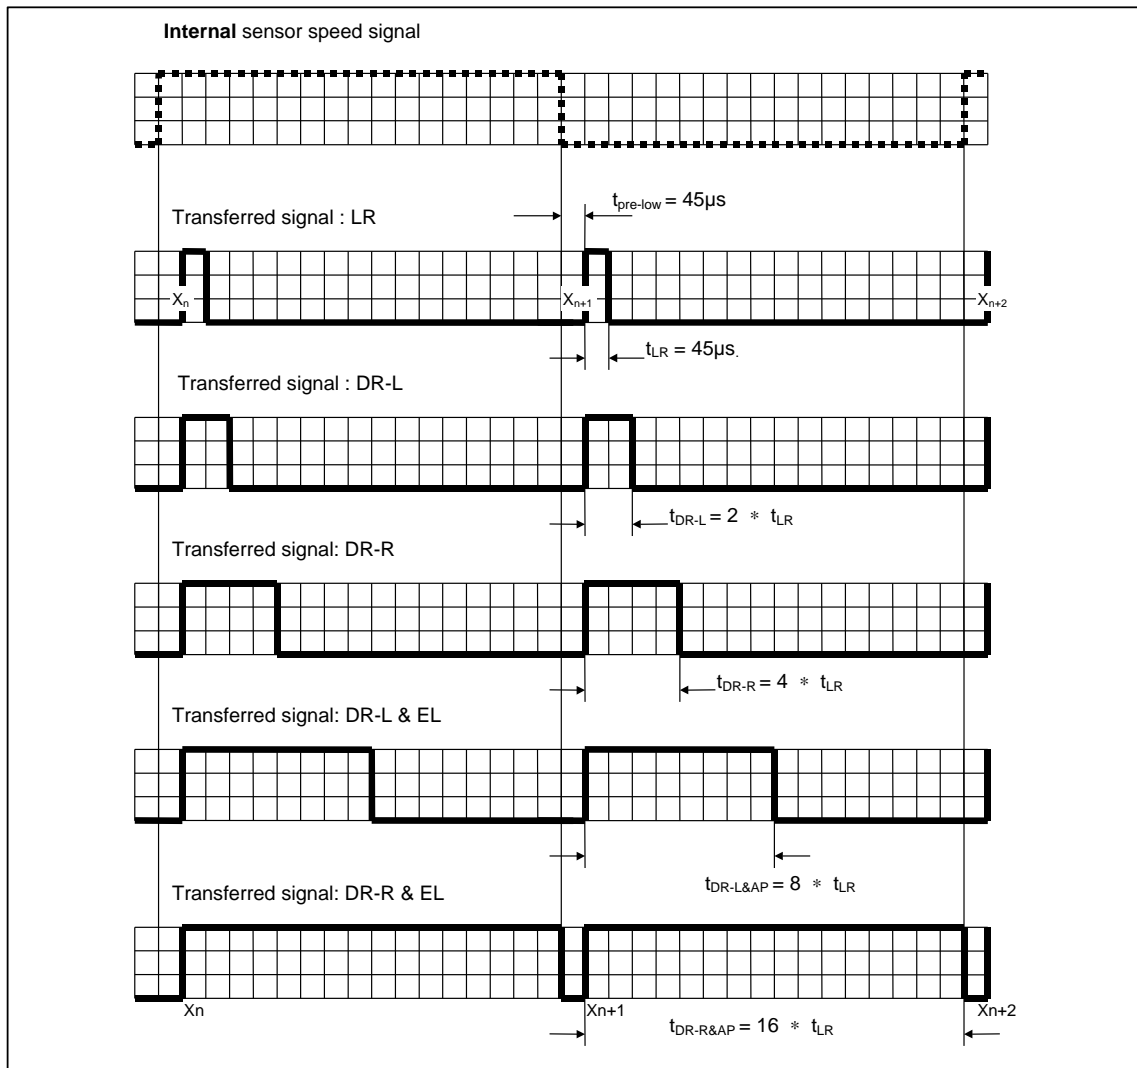 Internal sensor speed signal
t_pre-low = 45µs
Transferred signal : LR
X_n
X_n+1
X_n+2
t_LR = 45µs.
Transferred signal : DR-L
t_DR-L = 2 * t_LR
Transferred signal: DR-R
t_DR-R = 4 * t_LR
Transferred signal: DR-L & EL
t_DR-L&AP = 8 * t_LR
Transferred signal: DR-R & EL
Xn
Xn+1
Xn+2
t_DR-R&AP = 16 * t_LR